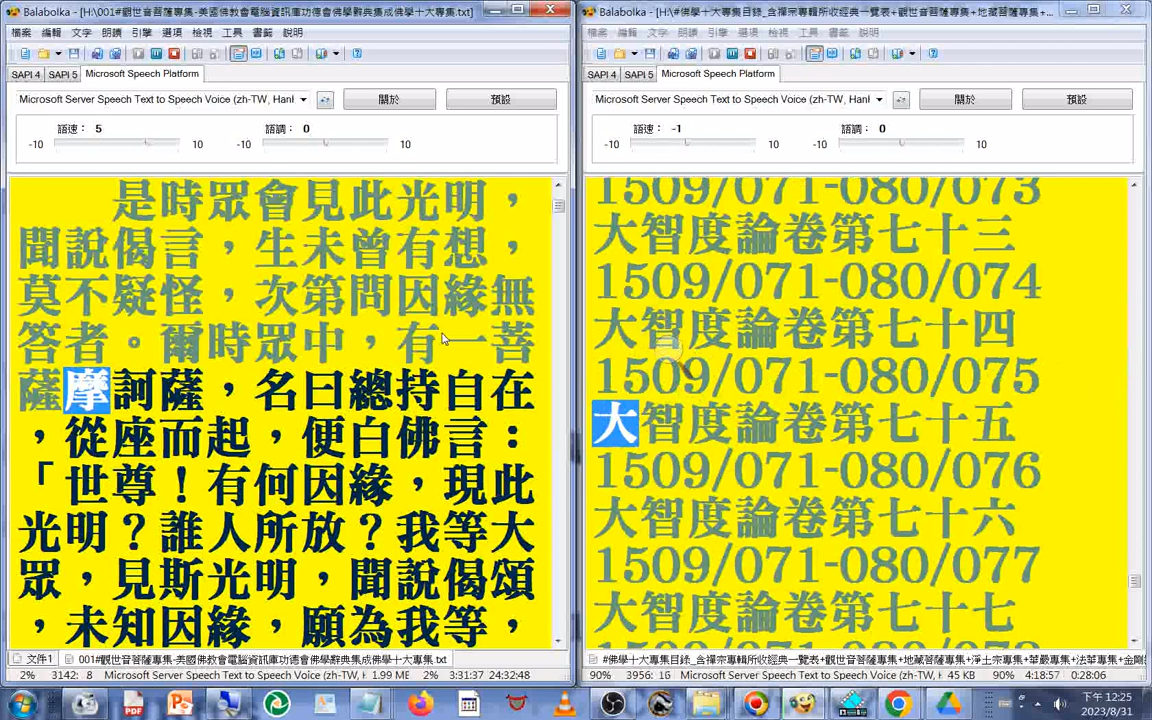 Balabolka - [H:\001#觀世音菩薩專集-美國佛教會電腦資訊庫功德會佛學辭典集成佛學十大專集.txt]
檔案 編輯 文字 朗讀 引擎 選項 檢視 工具 書籤 說明
SAPI 4 SAPI 5 Microsoft Speech Platform
Microsoft Server Speech Text to Speech Voice (zh-TW, Hanl
關於
預設
語速： 5
語調： 0
-10 10 -10 10
是時眾會見此光明，
聞說偈言，生未曾有想，
莫不疑怪，次第問因緣無
答者。爾時眾中，有一菩
薩摩訶薩，名曰總持自在
，從座而起，便白佛言：
「世尊！有何因緣，現此
光明？誰人所放？我等大
眾，見斯光明，聞說偈頌
，未知因緣，願為我等，
文件1 001#觀世音菩薩專集-美國佛教會電腦資訊庫功德會佛學辭典集成佛學十大專集.txt
2% 3142: 8 Microsoft Server Speech Text to Speech Voice (zh-TW, H 1.99 ME 2% 3:31:37 24:32:48
Balabolka - [H:\#佛學十大專集目錄_含禪宗專輯所收經典一覽表+觀世音菩薩專集+地藏菩薩專集+...
檔案 編輯 文字 朗讀 引擎 選項 檢視 工具 書籤 說明
SAPI 4 SAPI 5 Microsoft Speech Platform
Microsoft Server Speech Text to Speech Voice (zh-TW, Hanl
關於
預設
語速： -1
語調： 0
-10 10 -10 10
1509/071-080/073
大智度論卷第七十三
1509/071-080/074
大智度論卷第七十四
1509/071-080/075
大智度論卷第七十五
1509/071-080/076
大智度論卷第七十六
1509/071-080/077
大智度論卷第七十七
#佛學十大專集目錄_含禪宗專輯所收經典一覽表+觀世音菩薩專集+地藏菩薩專集+淨土宗專集+華嚴專集+法華專集+金剛
90% 3956: 16 Microsoft Server Speech Text to Speech Voice (zh-TW, H 45 KB 90% 4:18:57 0:28:06
下午 12:25
2023/8/31